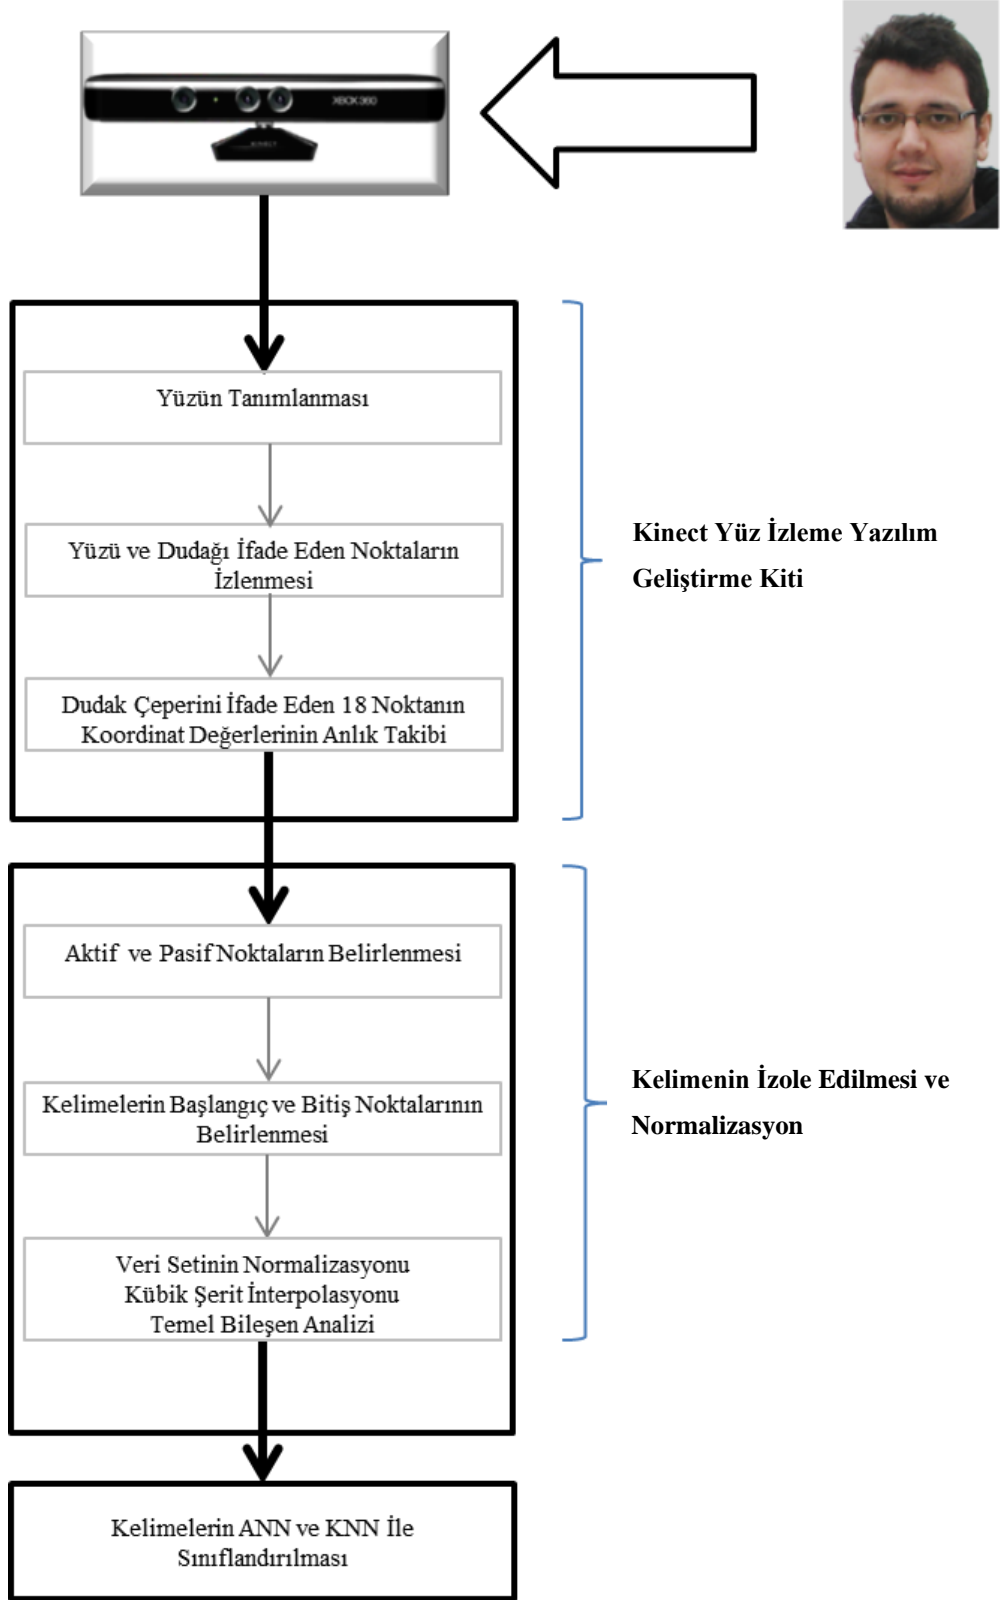 XBOX 360
KINECT
Yüzün Tanımlanması
Yüzü ve Dudağı İfade Eden Noktaların
İzlenmesi
Dudak Çeperini İfade Eden 18 Noktanın
Koordinat Değerlerinin Anlık Takibi
Kinect Yüz İzleme Yazılım
Geliştirme Kiti
Aktif ve Pasif Noktaların Belirlenmesi
Kelimelerin Başlangıç ve Bitiş Noktalarının
Belirlenmesi
Veri Setinin Normalizasyonu
Kübik Şerit İnterpolasyonu
Temel Bileşen Analizi
Kelimenin İzole Edilmesi ve
Normalizasyon
Kelimelerin ANN ve KNN İle
Sınıflandırılması